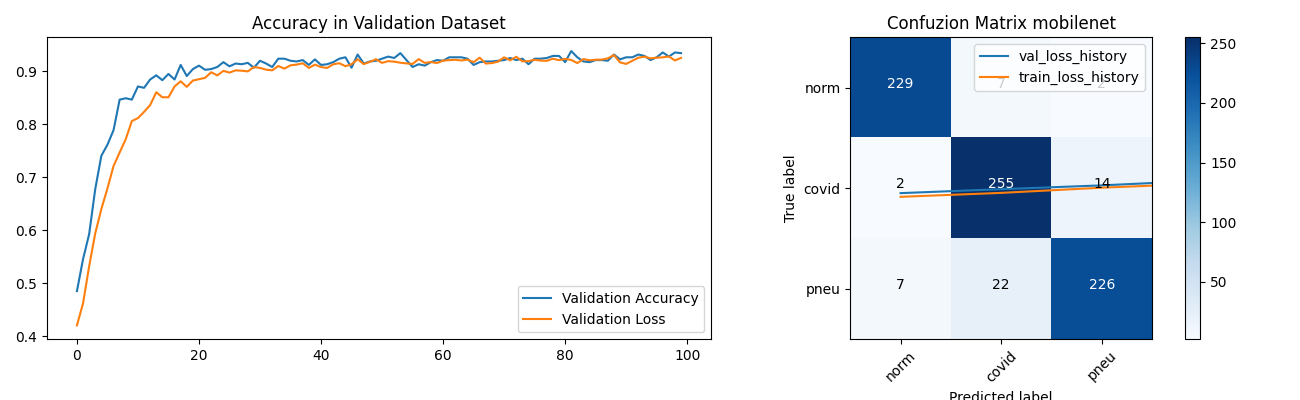 Accuracy in Validation Dataset
0.9
0.8
0.7
0.6
0.5
0.4
0 20 40 60 80 100
Validation Accuracy
Validation Loss
Confuzion Matrix mobilenet
val_loss_history
train_loss_history
norm 229 7 2
covid 2 255 14
pneu 7 22 226
True label
norm covid pneu
Predicted label
250
200
150
100
50